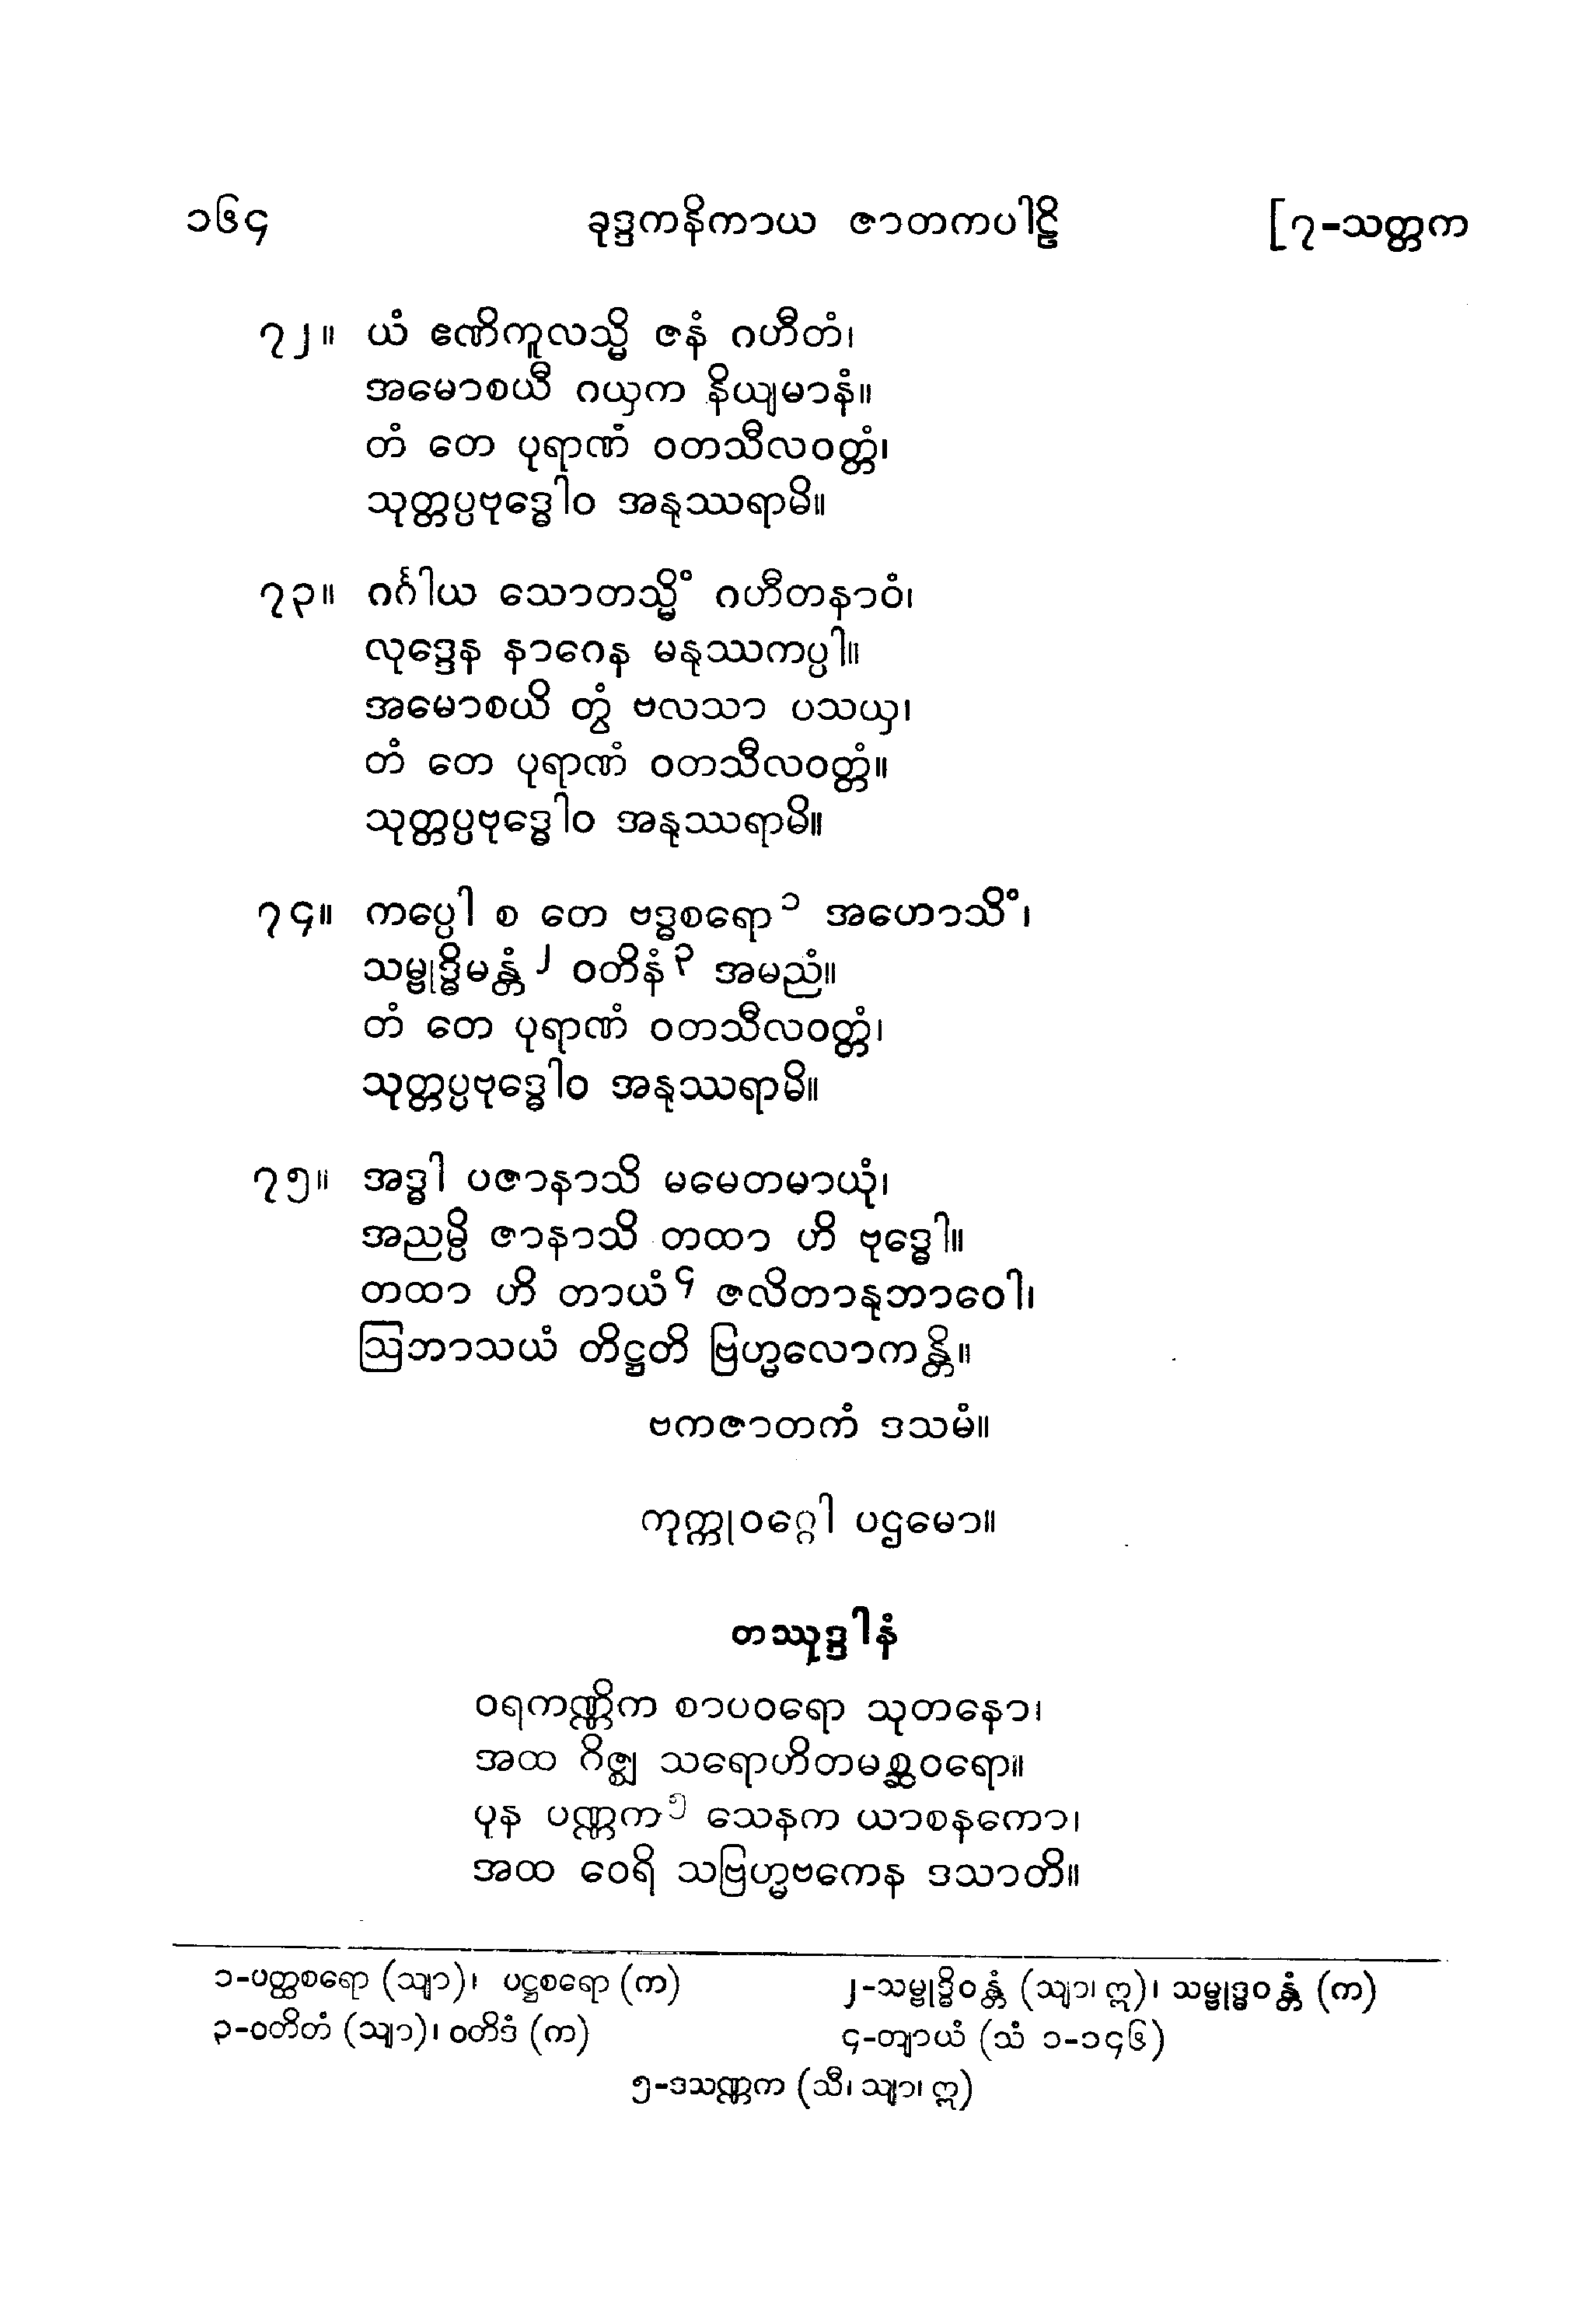 ၁၆၄ ခုဒ္ဒကနိကာယ ဇာတကပါဠိ [၇-သတ္တက
၇၂။ ယံ ဧဏိကူလသ္မိ ဇနံ ဂဟီတံ၊
အမောစယီ ဂယှက နိယျမာနံ။
တံ တေ ပုရာဏံ ဝတသီလဝတ္တံ၊
သုတ္တပ္ပဗုဒ္ဓေါဝ အနုဿရာမိ။
၇၃။ ဂင်္ဂါယ သောတသ္မိံ ဂဟီတနာဝံ၊
လုဒ္ဒေန နာဂေန မနုဿကပ္ပါ။
အမောစယိ တွံ ဗလသာ ပသယှ၊
တံ တေ ပုရာဏံ ဝတသီလဝတ္တံ။
သုတ္တပ္ပဗုဒ္ဓေါဝ အနုဿရာမိ။
၇၄။ ကပ္ပေါ စ တေ ဗဒ္ဓစရော၁ အဟောသိံ၊
သမ္ဗုဒ္ဓိမန္တံ၂ ဝတိနံ၃ အမညံ။
တံ တေ ပုရာဏံ ဝတသီလဝတ္တံ၊
သုတ္တပ္ပဗုဒ္ဓေါဝ အနုဿရာမိ။
၇၅။ အဒ္ဓါ ပဇာနာသိ မမေတမာယုံ၊
အညမ္ပိ ဇာနာသိ တထာ ဟိ ဗုဒ္ဓေါ။
တထာ ဟိ တာယံ၄ ဇလိတာနုဘာဝေါ၊
ဩဘာသယံ တိဋ္ဌတိ ဗြဟ္မလောကန္တိ။
ဗကဇာတကံ ဒသမံ။
ကုက္ကုဝဂ္ဂေါ ပဌမော။
တဿုဒ္ဒါနံ
ဝရကဏ္ဏိက စာပဝရော သုတနော၊
အထ ဂိဇ္ဈ သရောဟိတမစ္ဆဝရော။
ပုန ပဏ္ဏက၅ သေနက ယာစနကော၊
အထ ဝေရိ သဗြဟ္မဗကေန ဒသာတိ။
၁-ပတ္ထစရော (သျာ)၊ ပဋ္ဌစရော (က) ၂-သမ္ဗုဒ္ဓိဝန္တံ (သျာ၊ ဣ)၊ သမ္ဗုဒ္ဓဝန္တံ (က)
၃-ဝတိတံ (သျာ)၊ ဝတိဒံ (က) ၄-တျာယံ (သံ ၁-၁၄၆)
၅-ဒသဏ္ဏက (သီ၊ သျာ၊ ဣ)